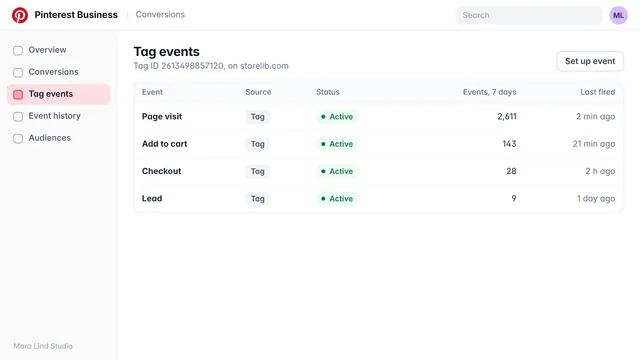 Pinterest Business
Conversions
Search
ML
Overview
Conversions
Tag events
Event history
Audiences
Mara Lind Studio
Tag events
Tag ID 2613498857120, on storelib.com
Set up event
Event Source Status Events, 7 days Last fired
Page visit Tag Active 2,611 2 min ago
Add to cart Tag Active 143 21 min ago
Checkout Tag Active 28 2 h ago
Lead Tag Active 9 1 day ago